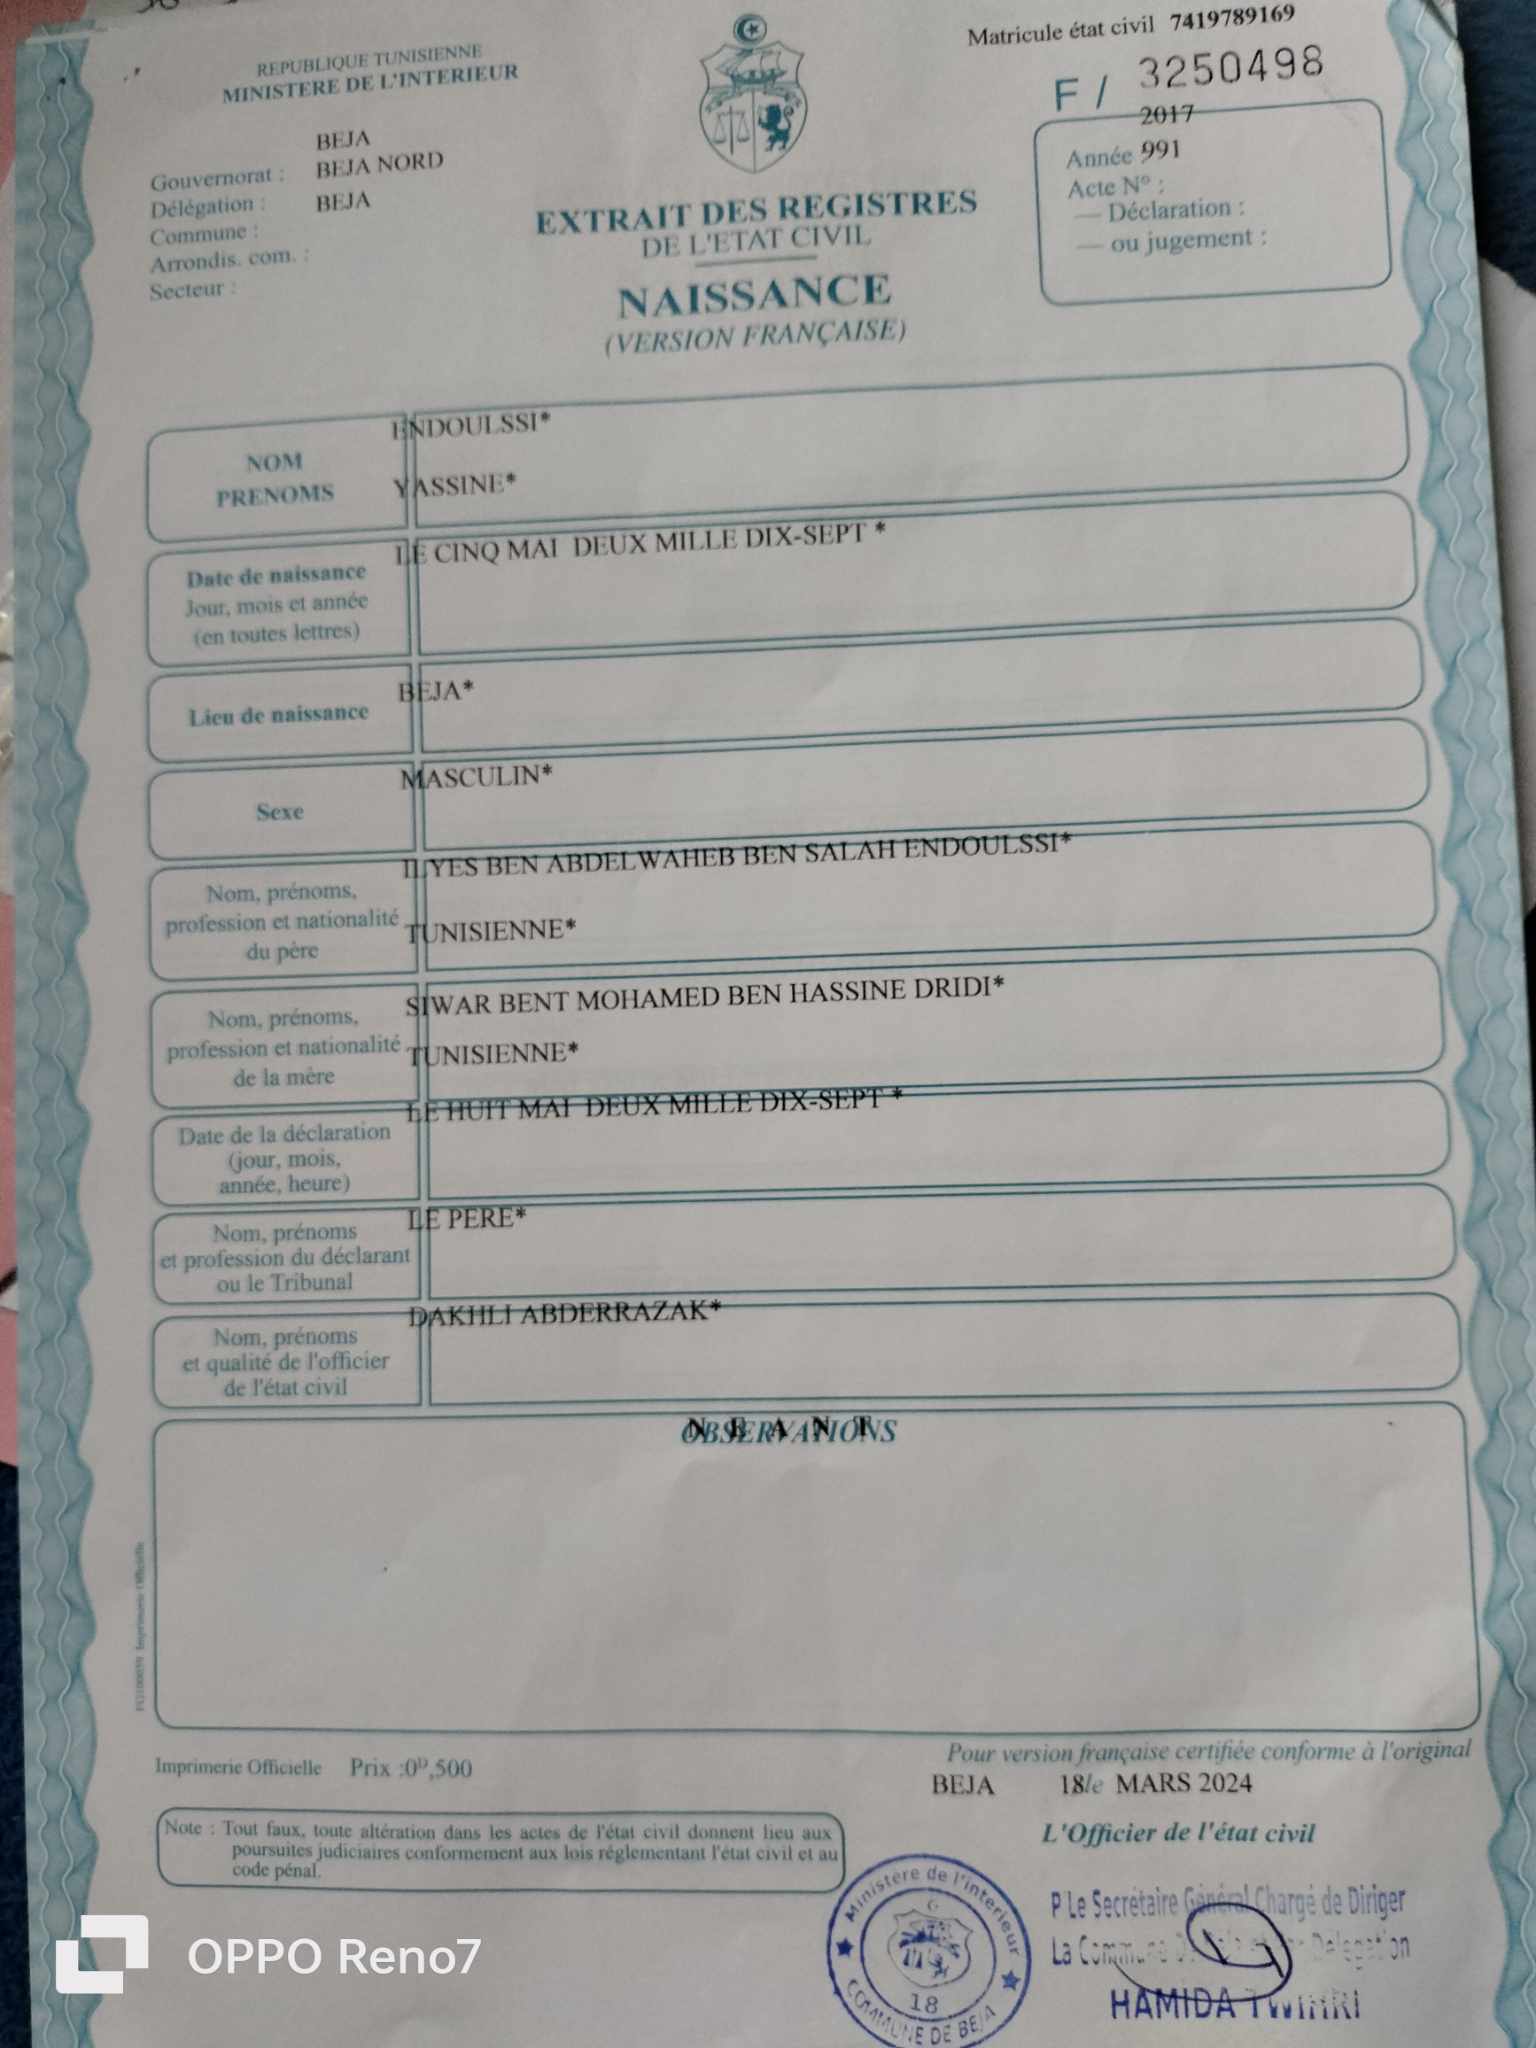 Matricule état civil 7419789169
REPUBLIQUE TUNISIENNE
MINISTERE DE L'INTERIEUR
F / 3250498
2017
Année 991
Acte N° :
— Déclaration :
— ou jugement :
BEJA
Gouvernorat : BEJA NORD
Délégation : BEJA
Commune :
Arrondis. com. :
Secteur :
EXTRAIT DES REGISTRES
DE L'ETAT CIVIL
NAISSANCE
(VERSION FRANÇAISE)
ENDOULSSI*
NOM
PRENOMS YASSINE*
LE CINQ MAI DEUX MILLE DIX-SEPT *
Date de naissance
Jour, mois et année
(en toutes lettres)
BEJA*
Lieu de naissance
MASCULIN*
Sexe
ILYES BEN ABDELWAHEB BEN SALAH ENDOULSSI*
Nom, prénoms,
profession et nationalité
du père
TUNISIENNE*
SIWAR BENT MOHAMED BEN HASSINE DRIDI*
Nom, prénoms,
profession et nationalité
de la mère
TUNISIENNE*
LE HUIT MAI DEUX MILLE DIX-SEPT *
Date de la déclaration
(jour, mois,
année, heure)
LE PERE*
Nom, prénoms
et profession du déclarant
ou le Tribunal
DAKHLI ABDERRAZAK*
Nom, prénoms
et qualité de l'officier
de l'état civil
OBSERVATIONS
N E A N T
Imprimerie Officielle
Imprimerie Officielle Prix :0D,500
Pour version française certifiée conforme à l'original
BEJA 18le MARS 2024
Note : Tout faux, toute altération dans les actes de l'état civil donnent lieu aux
poursuites judiciaires conformement aux lois réglementant l'état civil et au
code pénal.
L'Officier de l'état civil
Ministère de l'interieur
18
COMMUNE DE BEJA
P Le Secrétaire Général Chargé de Diriger
La Commune Délegation
HAMIDA
OPPO Reno7